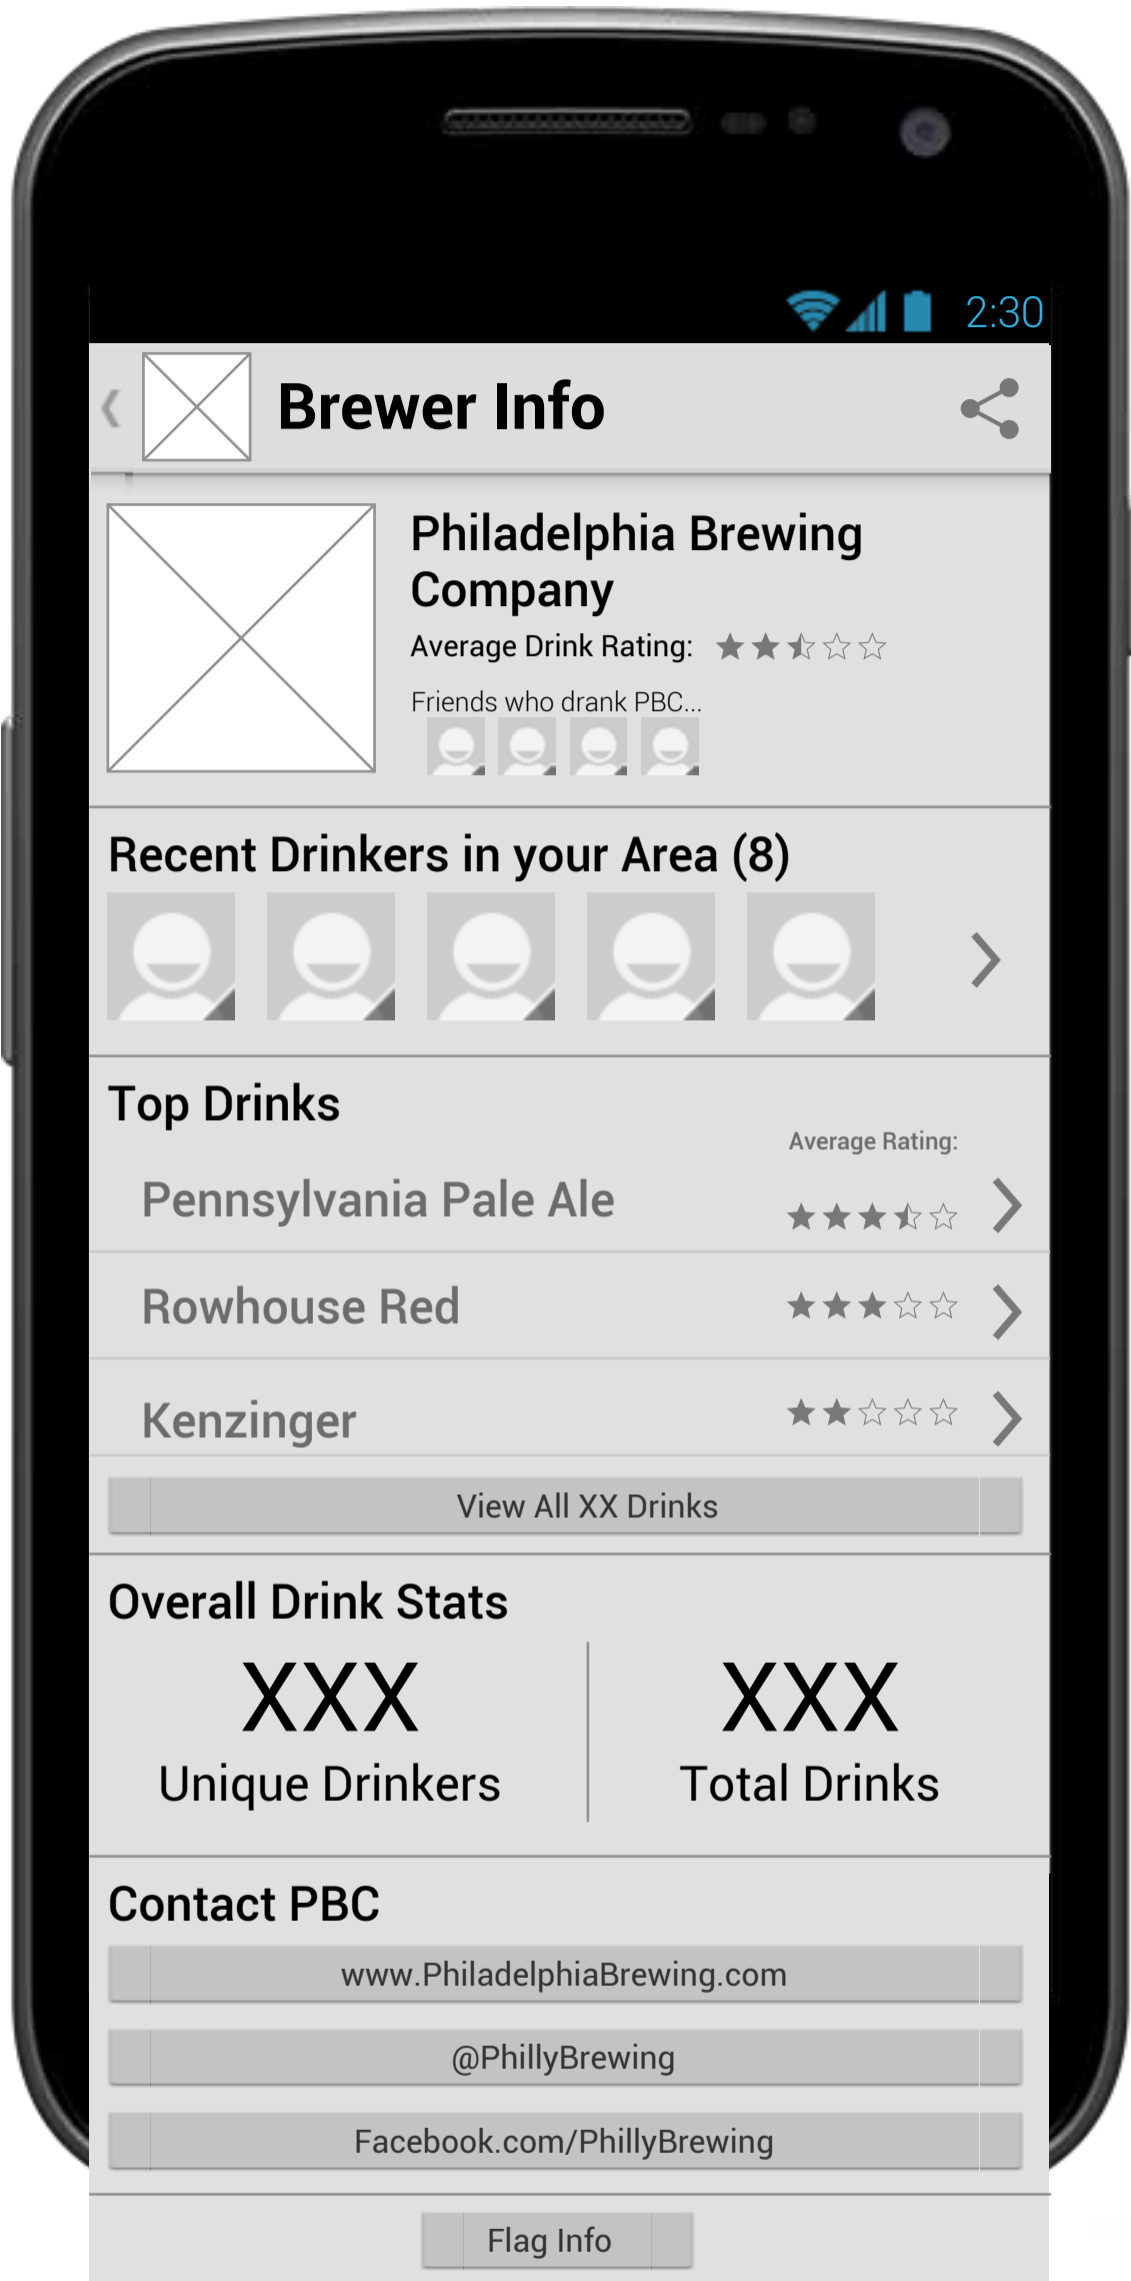 2:30
Brewer Info
Philadelphia Brewing
Company
Average Drink Rating:
Friends who drank PBC...
Recent Drinkers in your Area (8)
Top Drinks
Average Rating:
Pennsylvania Pale Ale
Rowhouse Red
Kenzinger
View All XX Drinks
Overall Drink Stats
XXX
Unique Drinkers
XXX
Total Drinks
Contact PBC
www.PhiladelphiaBrewing.com
@PhillyBrewing
Facebook.com/PhillyBrewing
Flag Info